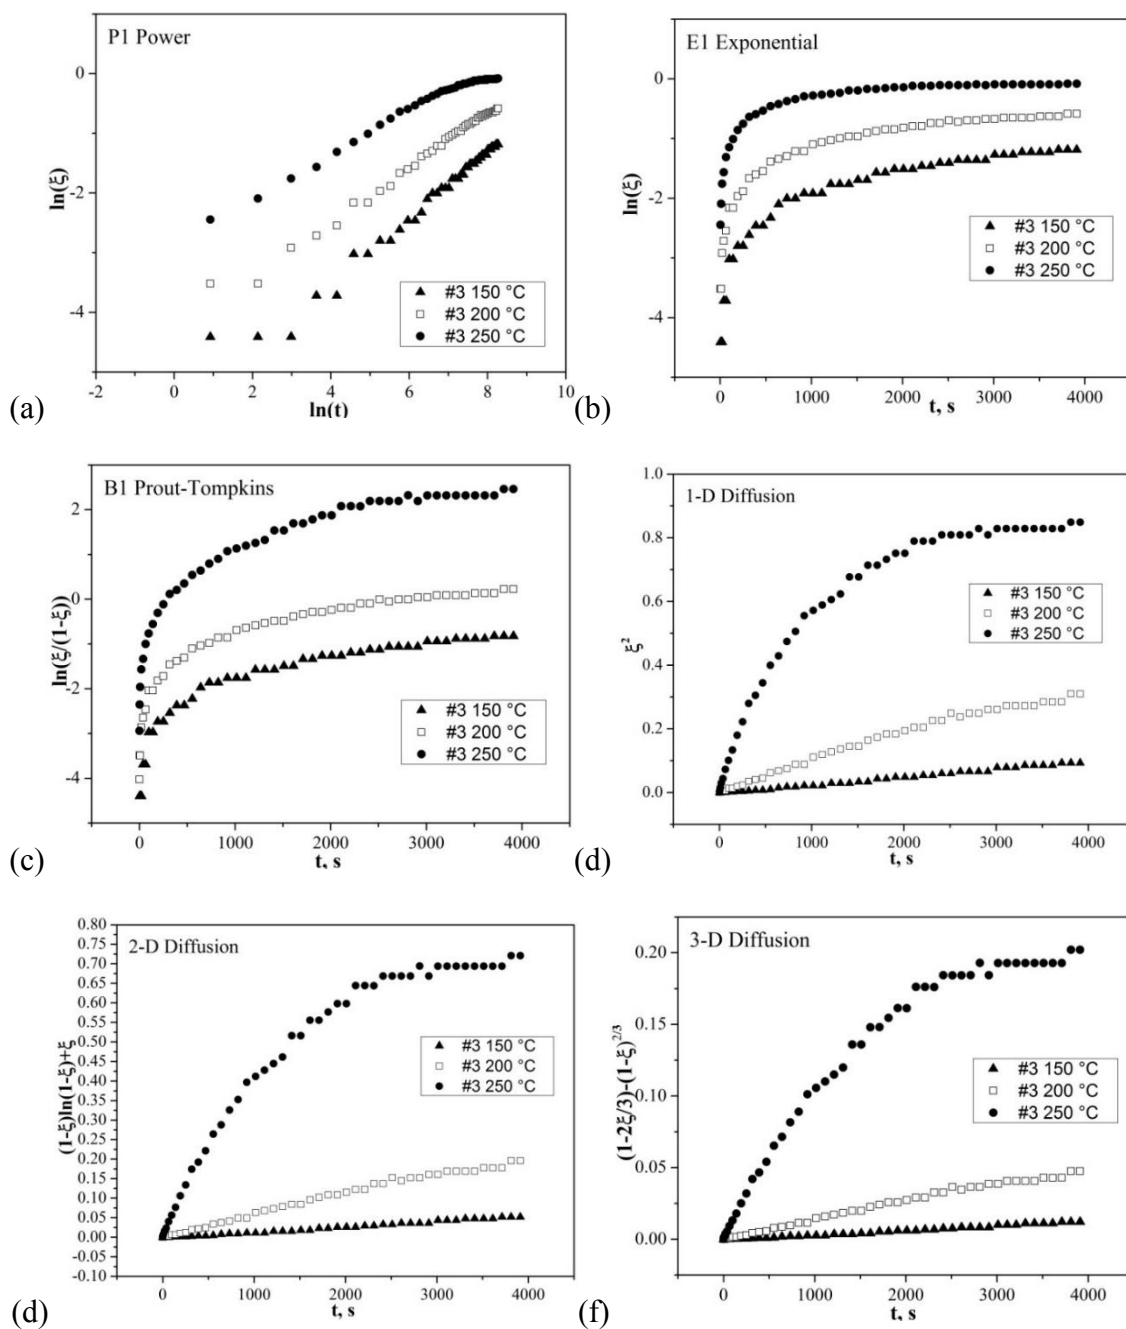 P1 Power
ln(ξ)
0
-2
-4
-2
0
2
4
6
8
10
ln(t)
#3 150 °C
#3 200 °C
#3 250 °C
(a)
E1 Exponential
ln(ξ)
0
-2
-4
0
1000
2000
3000
4000
t, s
#3 150 °C
#3 200 °C
#3 250 °C
(b)
B1 Prout-Tompkins
ln(ξ/(1-ξ))
2
0
-2
-4
0
1000
2000
3000
4000
t, s
#3 150 °C
#3 200 °C
#3 250 °C
(c)
1-D Diffusion
ξ²
1.0
0.8
0.6
0.4
0.2
0.0
0
1000
2000
3000
4000
t, s
#3 150 °C
#3 200 °C
#3 250 °C
(d)
2-D Diffusion
(1-ξ)ln(1-ξ)+ξ
0.80
0.75
0.70
0.65
0.60
0.55
0.50
0.45
0.40
0.35
0.30
0.25
0.20
0.15
0.10
0.05
0.00
-0.05
-0.10
0
1000
2000
3000
4000
t, s
#3 150 °C
#3 200 °C
#3 250 °C
(d)
3-D Diffusion
(1-2ξ/3)-(1-ξ)^2/3
0.20
0.15
0.10
0.05
0.00
0
1000
2000
3000
4000
t, s
#3 150 °C
#3 200 °C
#3 250 °C
(f)